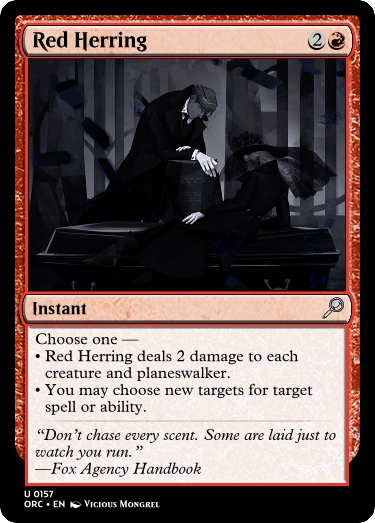 Red Herring 2
Instant
Choose one —
• Red Herring deals 2 damage to each
creature and planeswalker.
• You may choose new targets for target
spell or ability.
“Don’t chase every scent. Some are laid just to
watch you run.”
—Fox Agency Handbook
U 0157
ORC • EN Vicious Mongrel